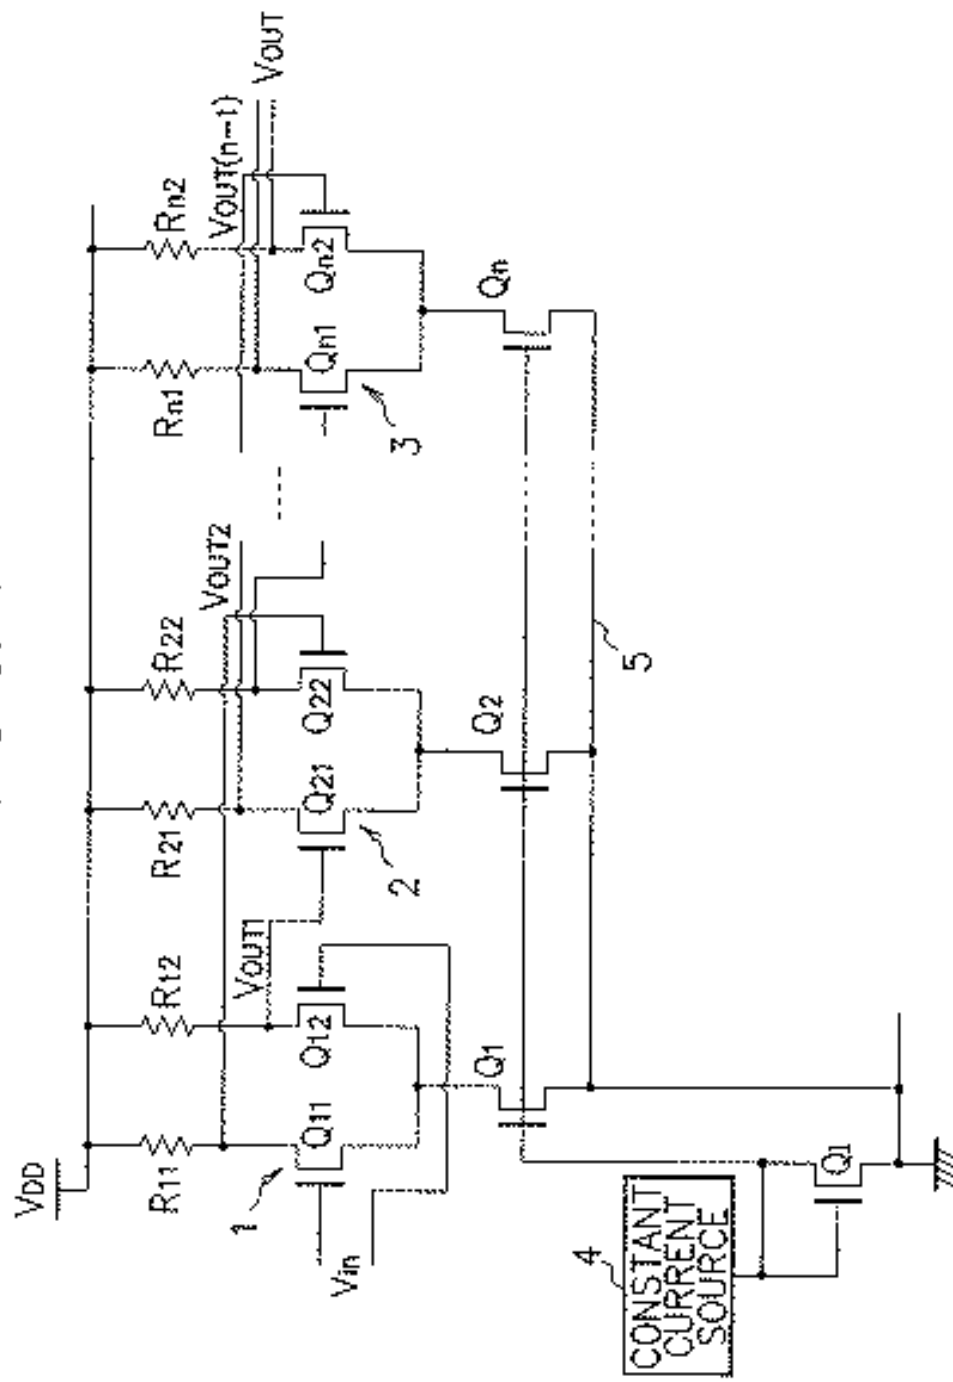 VDD
R11
R12
R21
R22
Rn1
Rn2
VOUT1
VOUT2
VOUT(n-1)
VOUT
Vin
1
Q11
Q12
2
Q21
Q22
3
Qn1
Qn2
Q1
Q2
Qn
4
CONSTANT
CURRENT
SOURCE
QI
5